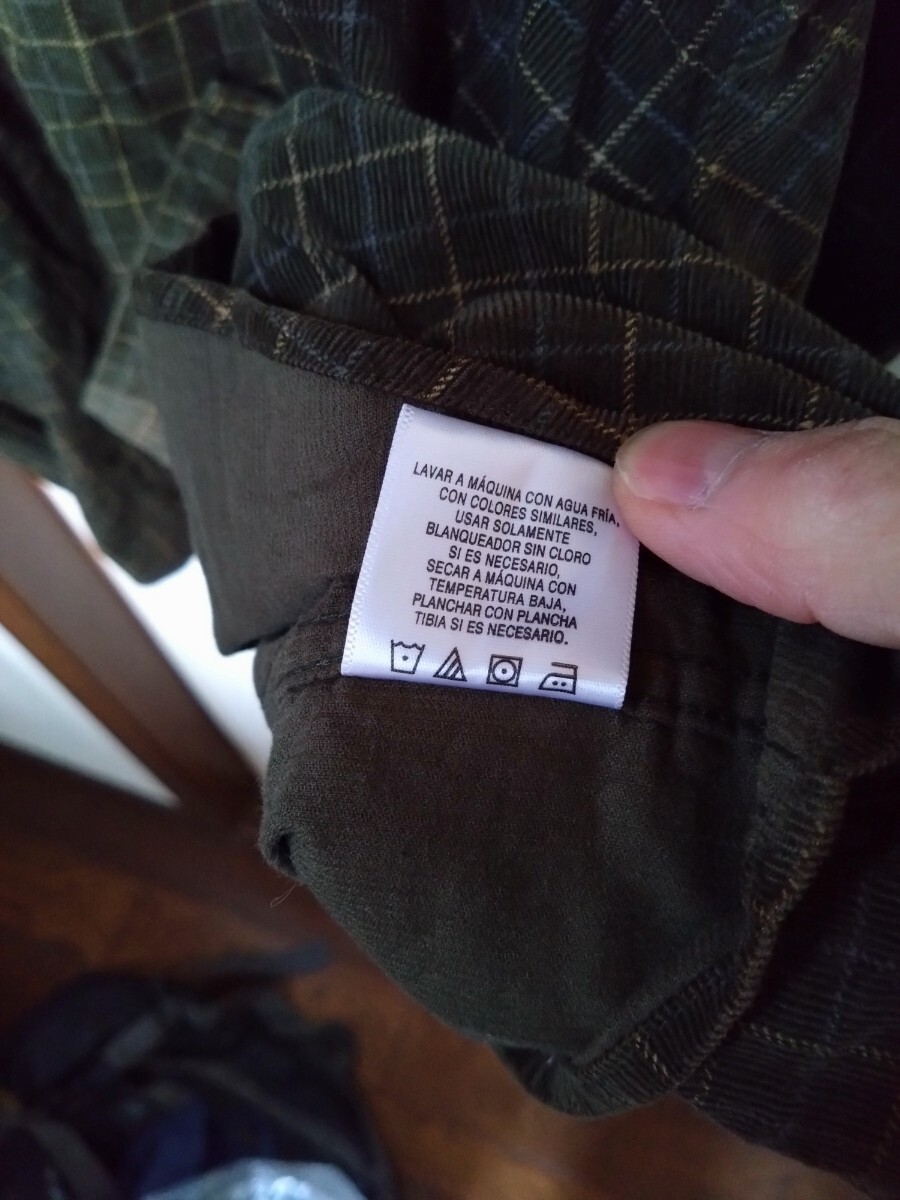 LAVAR A MÁQUINA CON AGUA FRÍA,
CON COLORES SIMILARES,
USAR SOLAMENTE
BLANQUEADOR SIN CLORO
SI ES NECESARIO,
SECAR A MÁQUINA CON
TEMPERATURA BAJA,
PLANCHAR CON PLANCHA
TIBIA SI ES NECESARIO.